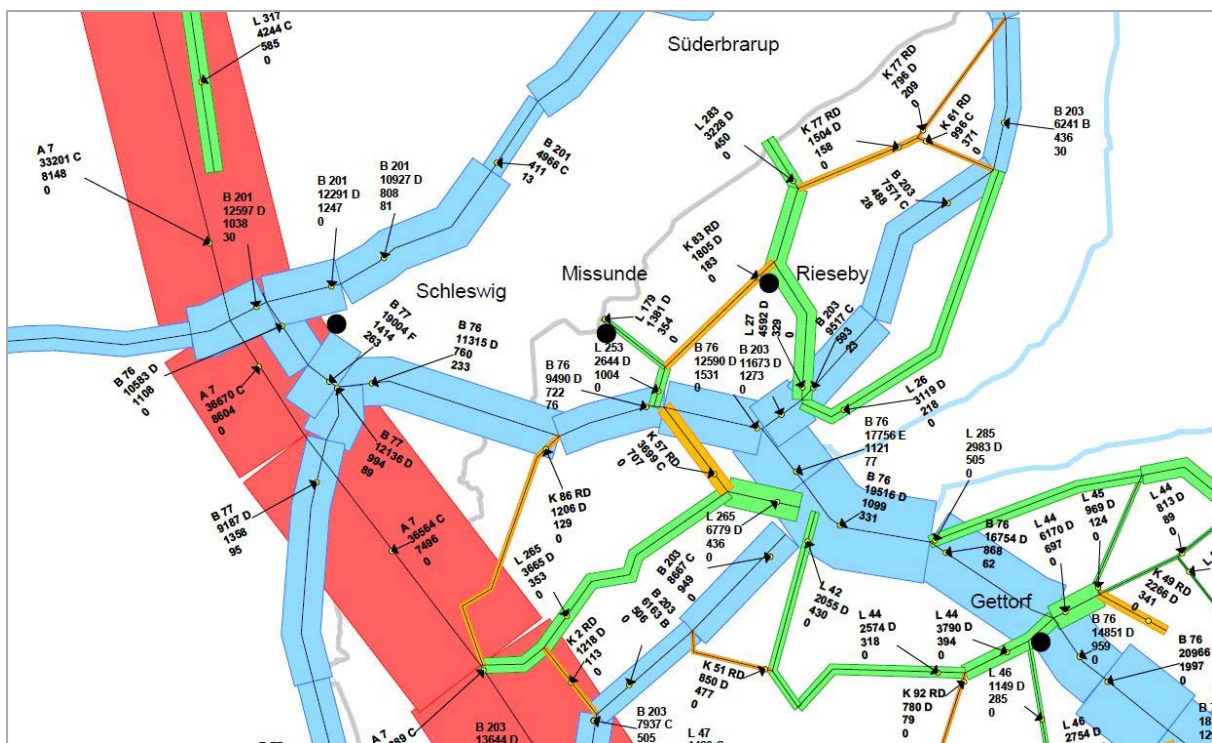 L 317
4244 C
585
0
Süderbrarup
K 77 RD
796 D
209
0
K 61 RD
996 C
371
0
L 283
3228 D
450
0
K 77 RD
1504 D
158
0
B 203
6241 B
436
30
A 7
33201 C
8148
0
B 201
4966 C
411
13
B 201
12597 D
1038
30
B 201
12291 D
1247
0
B 201
10927 D
808
81
B 203
7571 C
488
28
K 83 RD
1805 D
183
0
Schleswig
Missunde
Rieseby
L 179
1381 D
354
0
B 77
19004 F
1414
263
B 76
11315 D
760
233
L 27
4592 D
329
0
B 203
9517 C
593
23
L 253
2644 D
1004
0
B 76
12590 D
1531
0
B 203
11673 D
1273
0
B 76
9490 D
722
76
B 76
10583 D
1108
0
A 7
36670 C
8604
0
L 26
3119 D
218
0
B 76
17756 E
1121
77
L 285
2983 D
505
0
B 77
12136 D
994
89
K 57 RD
3699 C
707
0
B 76
19516 D
1099
331
B 77
9187 D
1358
95
K 86 RD
1206 D
129
0
L 265
6779 D
436
0
B 76
16754 D
868
62
L 44
6170 D
697
0
L 45
969 D
124
0
L 44
813 D
89
0
A 7
36564 C
7496
0
L 265
3665 D
353
0
B 203
8667 C
949
0
B 203
6163 B
506
0
L 42
2055 D
430
0
K 49 RD
2266 D
341
0
Gettorf
L 44
2574 D
318
0
L 44
3790 D
394
0
B 76
14851 D
959
0
K 2 RD
1218 D
113
0
K 51 RD
850 D
477
0
K 92 RD
780 D
79
0
L 46
1149 D
285
0
B 76
20966
1997
0
A 7
B 203
13644 D
B 203
7937 C
505
L 47
L 46
2754 D